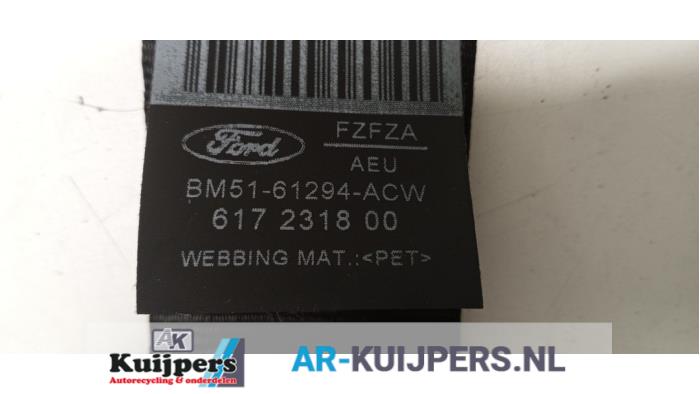 Ford
FZFZA
AEU
BM51-61294-ACW
617 2318 00
WEBBING MAT.:<PET>
AK
Kuijpers
Autorecycling & onderdelen
AR-KUIJPERS.NL